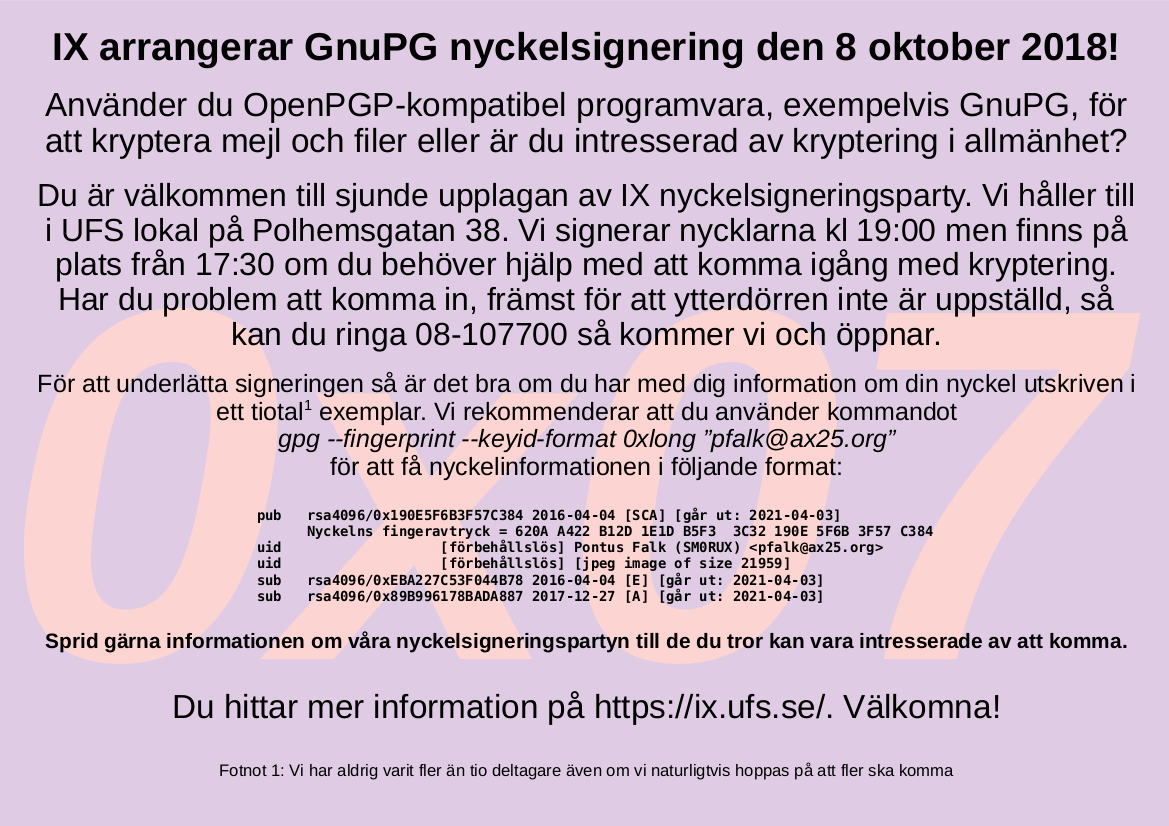 IX arrangerar GnuPG nyckelsignering den 8 oktober 2018!
Använder du OpenPGP-kompatibel programvara, exempelvis GnuPG, för
att kryptera mejl och filer eller är du intresserad av kryptering i allmänhet?
Du är välkommen till sjunde upplagan av IX nyckelsigneringsparty. Vi håller till
i UFS lokal på Polhemsgatan 38. Vi signerar nycklarna kl 19:00 men finns på
plats från 17:30 om du behöver hjälp med att komma igång med kryptering.
Har du problem att komma in, främst för att ytterdörren inte är uppställd, så
kan du ringa 08-107700 så kommer vi och öppnar.
0x07
För att underlätta signeringen så är det bra om du har med dig information om din nyckel utskriven i
ett tiotal¹ exemplar. Vi rekommenderar att du använder kommandot
gpg --fingerprint --keyid-format 0xlong ”pfalk@ax25.org”
för att få nyckelinformationen i följande format:
pub rsa4096/0x190E5F6B3F57C384 2016-04-04 [SCA] [går ut: 2021-04-03]
Nyckelns fingeravtryck = 620A A422 B12D 1E1D B5F3 3C32 190E 5F6B 3F57 C384
uid [förbehållslös] Pontus Falk (SM0RUX) <pfalk@ax25.org>
uid [förbehållslös] [jpeg image of size 21959]
sub rsa4096/0xEBA227C53F044B78 2016-04-04 [E] [går ut: 2021-04-03]
sub rsa4096/0x89B996178BADA887 2017-12-27 [A] [går ut: 2021-04-03]
Sprid gärna informationen om våra nyckelsigneringspartyn till de du tror kan vara intresserade av att komma.
Du hittar mer information på https://ix.ufs.se/. Välkomna!
Fotnot 1: Vi har aldrig varit fler än tio deltagare även om vi naturligtvis hoppas på att fler ska komma